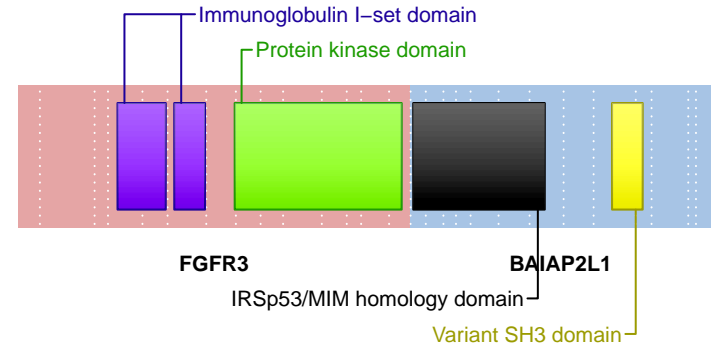 Immunoglobulin I−set domain
Protein kinase domain
FGFR3
BAIAP2L1
IRSp53/MIM homology domain
Variant SH3 domain